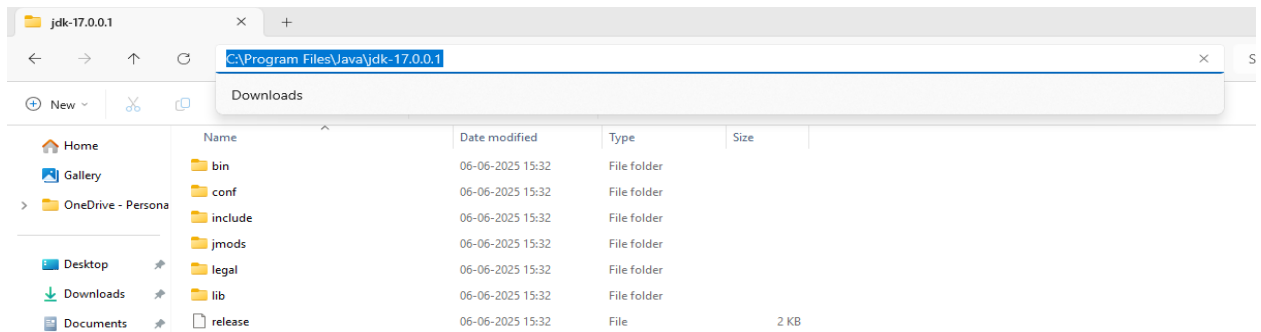 jdk-17.0.0.1
C:\Program Files\Java\jdk-17.0.0.1
S
New
Downloads
Name Date modified Type Size
Home
Gallery
OneDrive - Persona
Desktop
Downloads
Documents
bin 06-06-2025 15:32 File folder
conf 06-06-2025 15:32 File folder
include 06-06-2025 15:32 File folder
jmods 06-06-2025 15:32 File folder
legal 06-06-2025 15:32 File folder
lib 06-06-2025 15:32 File folder
release 06-06-2025 15:32 File 2 KB